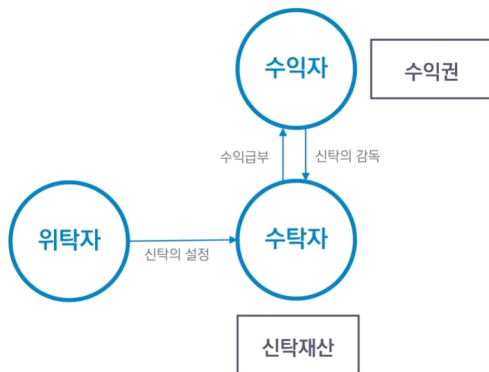 수익자
수익권
수익급부
신탁의 감독
위탁자
수탁자
신탁의 설정
신탁재산